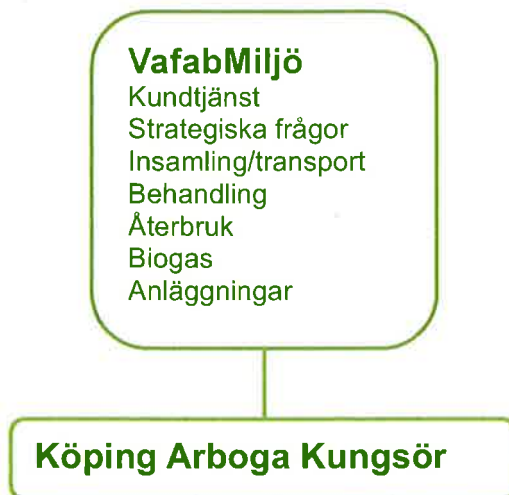 VafabMiljö
Kundtjänst
Strategiska frågor
Insamling/transport
Behandling
Återbruk
Biogas
Anläggningar
Köping Arboga Kungsör